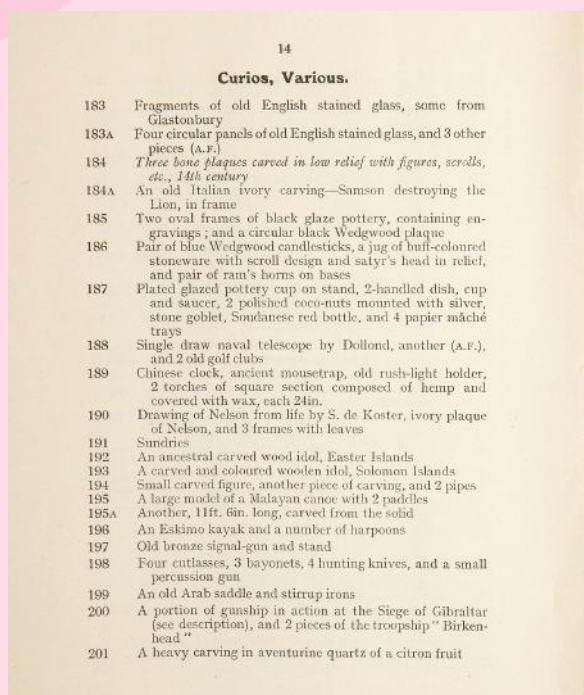 14
Curios, Various.
183 Fragments of old English stained glass, some from
Glastonbury
183A Four circular panels of old English stained glass, and 3 other
pieces (A.F.)
184 Three bone plaques carved in low relief with figures, scrolls,
etc., 14th century
184A An old Italian ivory carving—Samson destroying the
Lion, in frame
185 Two oval frames of black glaze pottery, containing en-
gravings ; and a circular black Wedgwood plaque
186 Pair of blue Wedgwood candlesticks, a jug of buff-coloured
stoneware with scroll design and satyr's head in relief,
and pair of ram's horns on bases
187 Plated glazed pottery cup on stand, 2-handled dish, cup
and saucer, 2 polished coco-nuts mounted with silver,
stone goblet, Soudanese red bottle, and 4 papier mâché
trays
188 Single draw naval telescope by Dollond, another (A.F.),
and 2 old golf clubs
189 Chinese clock, ancient mousetrap, old rush-light holder,
2 torches of square section composed of hemp and
covered with wax, each 24in.
190 Drawing of Nelson from life by S. de Koster, ivory plaque
of Nelson, and 3 frames with leaves
191 Sundries
192 An ancestral carved wood idol, Easter Islands
193 A carved and coloured wooden idol, Solomon Islands
194 Small carved figure, another piece of carving, and 2 pipes
195 A large model of a Malayan canoe with 2 paddles
195A Another, 11ft. 6in. long, carved from the solid
196 An Eskimo kayak and a number of harpoons
197 Old bronze signal-gun and stand
198 Four cutlasses, 3 bayonets, 4 hunting knives, and a small
percussion gun
199 An old Arab saddle and stirrup irons
200 A portion of gunship in action at the Siege of Gibraltar
(see description), and 2 pieces of the troopship " Birken-
head "
201 A heavy carving in aventurine quartz of a citron fruit